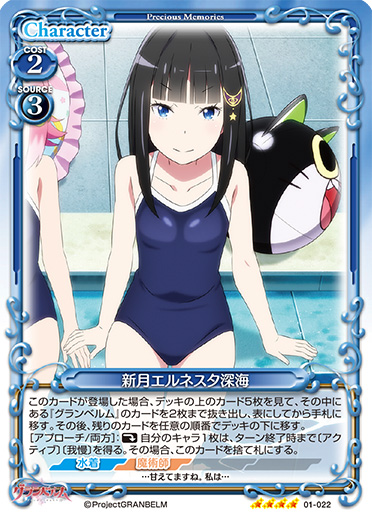 Precious Memories
Character
COST
2
SOURCE
3
新月エルネスタ深海
このカードが登場した場合、デッキの上のカード5枚を見て、その中に
ある『グランベルム』のカードを2枚まで抜き出し、表にしてから手札に
移す。その後、残りのカードを任意の順番でデッキの下に移す。
[アプローチ/両方]: 自分のキャラ1枚は、ターン終了時まで[アク
ティブ][我慢]を得る。その場合、このカードを捨て札にする。
水着 魔術師
…甘えてますね。私は…
グランベルム
©ProjectGRANBELM
★★★★ 01-022